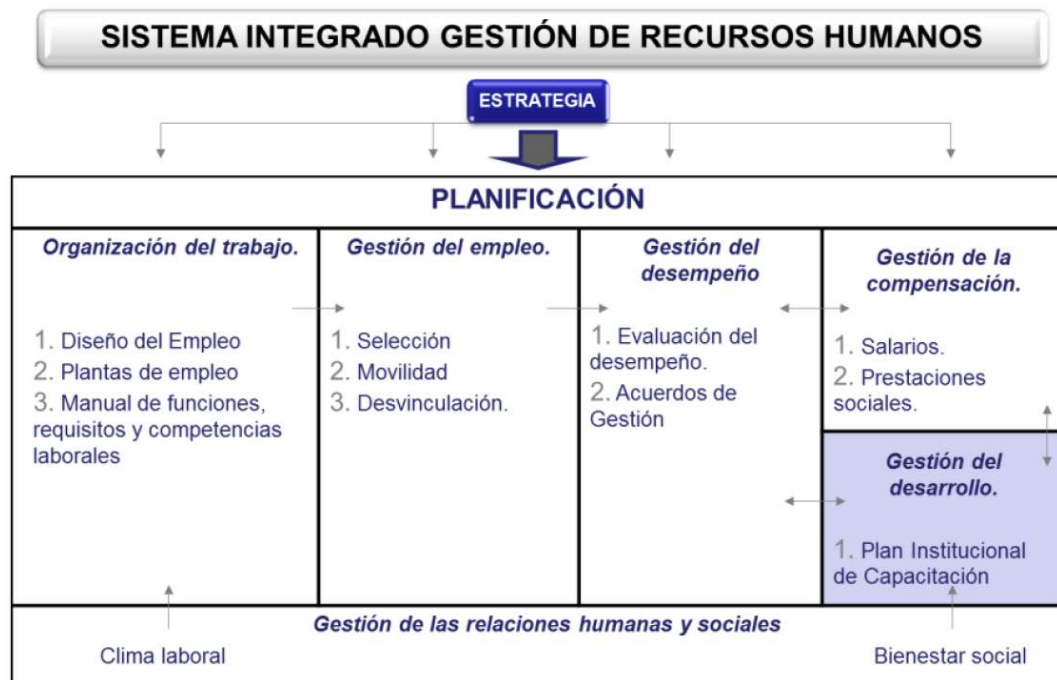 SISTEMA INTEGRADO GESTIÓN DE RECURSOS HUMANOS
ESTRATEGIA
PLANIFICACIÓN
Organización del trabajo.
1. Diseño del Empleo
2. Plantas de empleo
3. Manual de funciones,
requisitos y competencias
laborales
Gestión del empleo.
1. Selección
2. Movilidad
3. Desvinculación.
Gestión del
desempeño
1. Evaluación del
desempeño.
2. Acuerdos de
Gestión
Gestión de la
compensación.
1. Salarios.
2. Prestaciones
sociales.
Gestión del
desarrollo.
1. Plan Institucional
de Capacitación
Gestión de las relaciones humanas y sociales
Clima laboral
Bienestar social